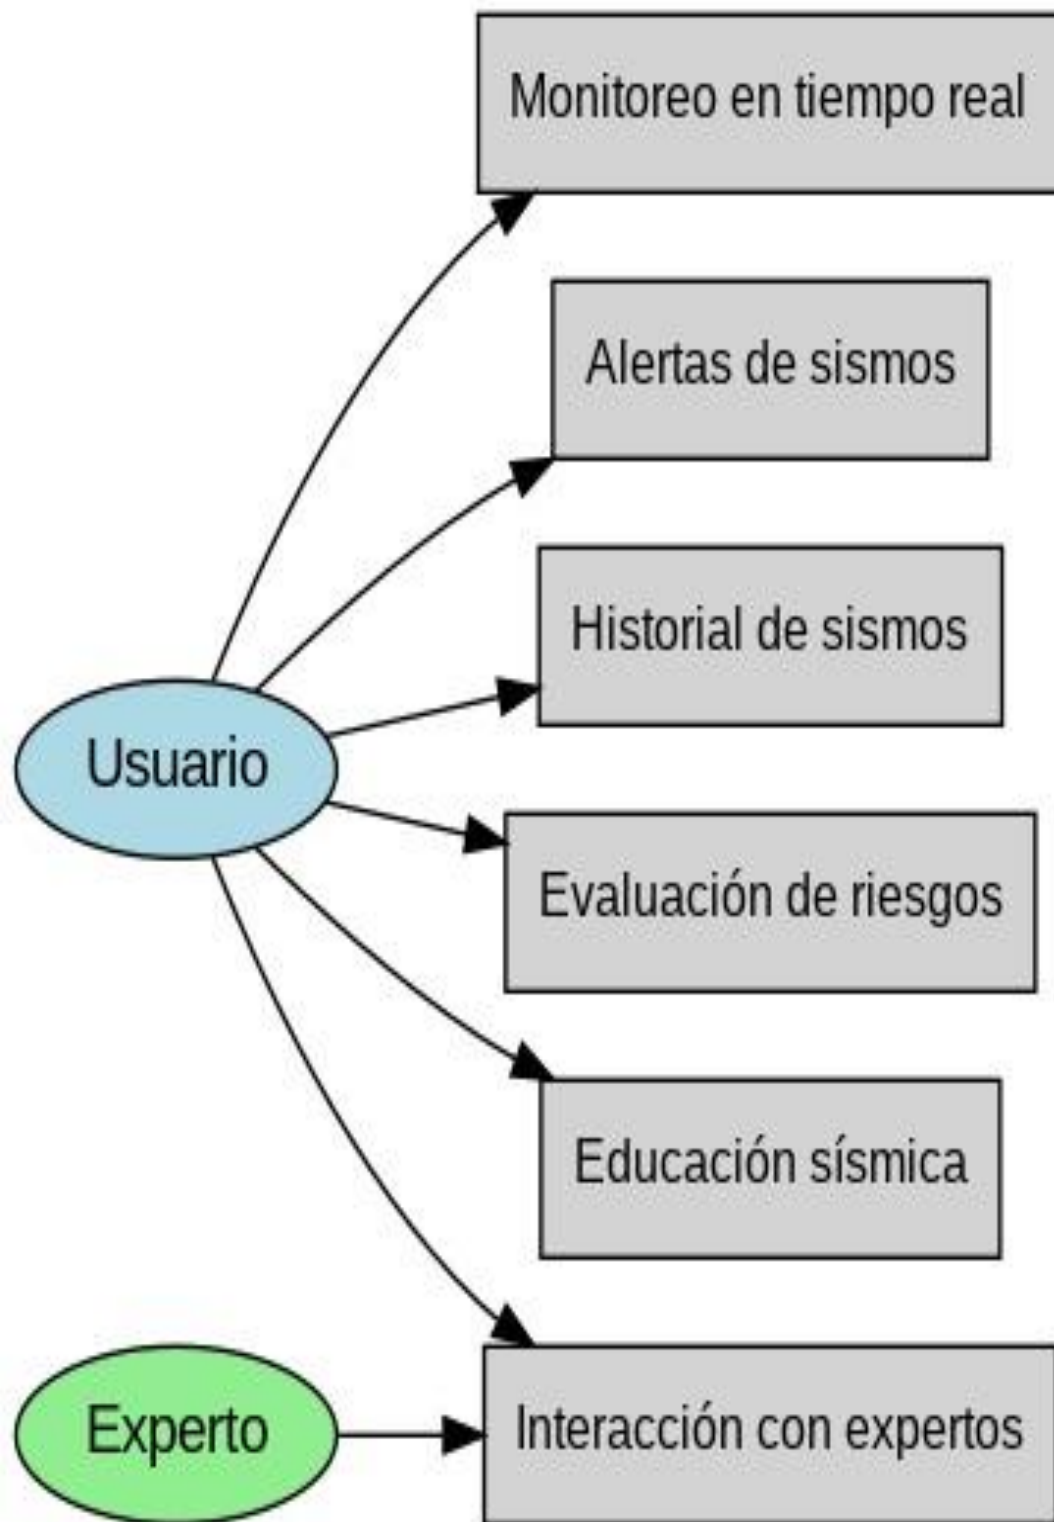 Monitoreo en tiempo real
Alertas de sismos
Historial de sismos
Usuario
Evaluación de riesgos
Educación sísmica
Experto
Interacción con expertos